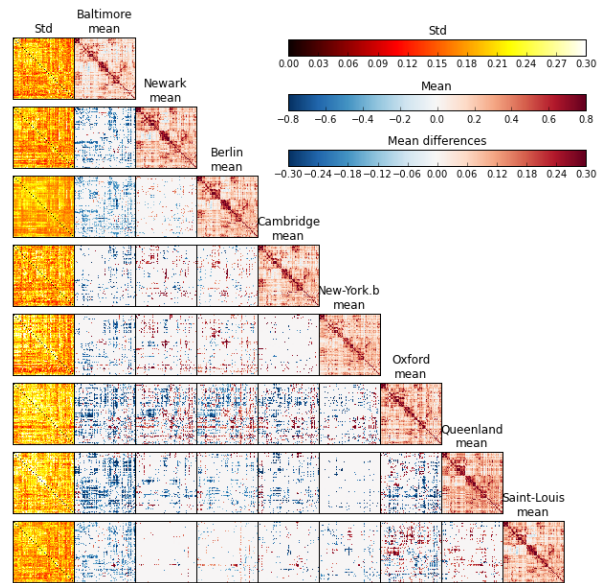 Std
Baltimore
mean
Newark
mean
Berlin
mean
Cambridge
mean
New-York.b
mean
Oxford
mean
Queenland
mean
Saint-Louis
mean
Std
0.00 0.03 0.06 0.09 0.12 0.15 0.18 0.21 0.24 0.27 0.30
Mean
−0.8 −0.6 −0.4 −0.2 0.0 0.2 0.4 0.6 0.8
Mean differences
−0.30 −0.24 −0.18 −0.12 −0.06 0.00 0.06 0.12 0.18 0.24 0.30